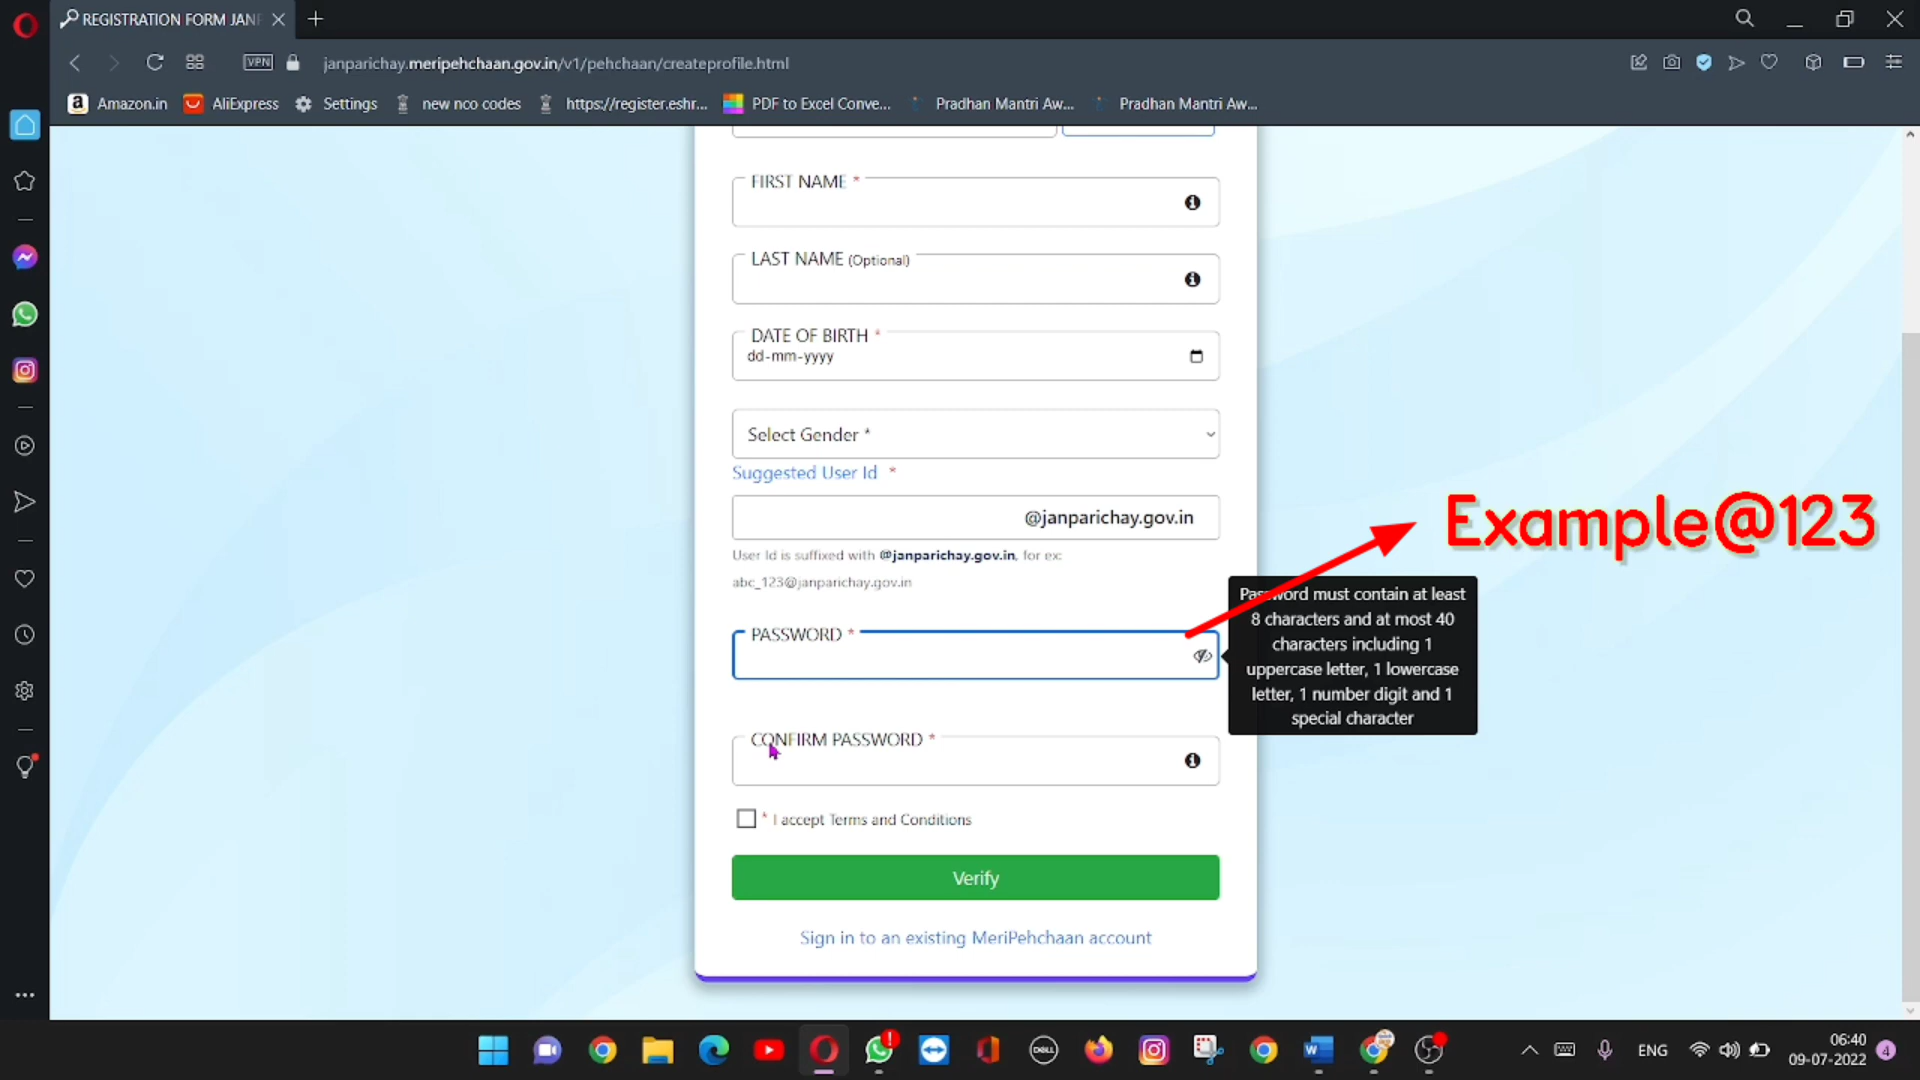 REGISTRATION FORM JANP
VPN
janparichay.meripehchaan.gov.in/v1/pehchaan/createprofile.html
Amazon.in
AliExpress
Settings
new nco codes
https://register.eshr...
PDF to Excel Conve...
Pradhan Mantri Aw...
Pradhan Mantri Aw...
FIRST NAME *
LAST NAME (Optional)
DATE OF BIRTH *
dd-mm-yyyy
Select Gender *
Suggested User Id *
@janparichay.gov.in
User Id is suffixed with @janparichay.gov.in, for ex:
abc_123@janparichay.gov.in
Example@123
PASSWORD *
Password must contain at least
8 characters and at most 40
characters including 1
uppercase letter, 1 lowercase
letter, 1 number digit and 1
special character
CONFIRM PASSWORD *
* I accept Terms and Conditions
Verify
Sign in to an existing MeriPehchaan account
DELL
ENG
06:40
09-07-2022
4